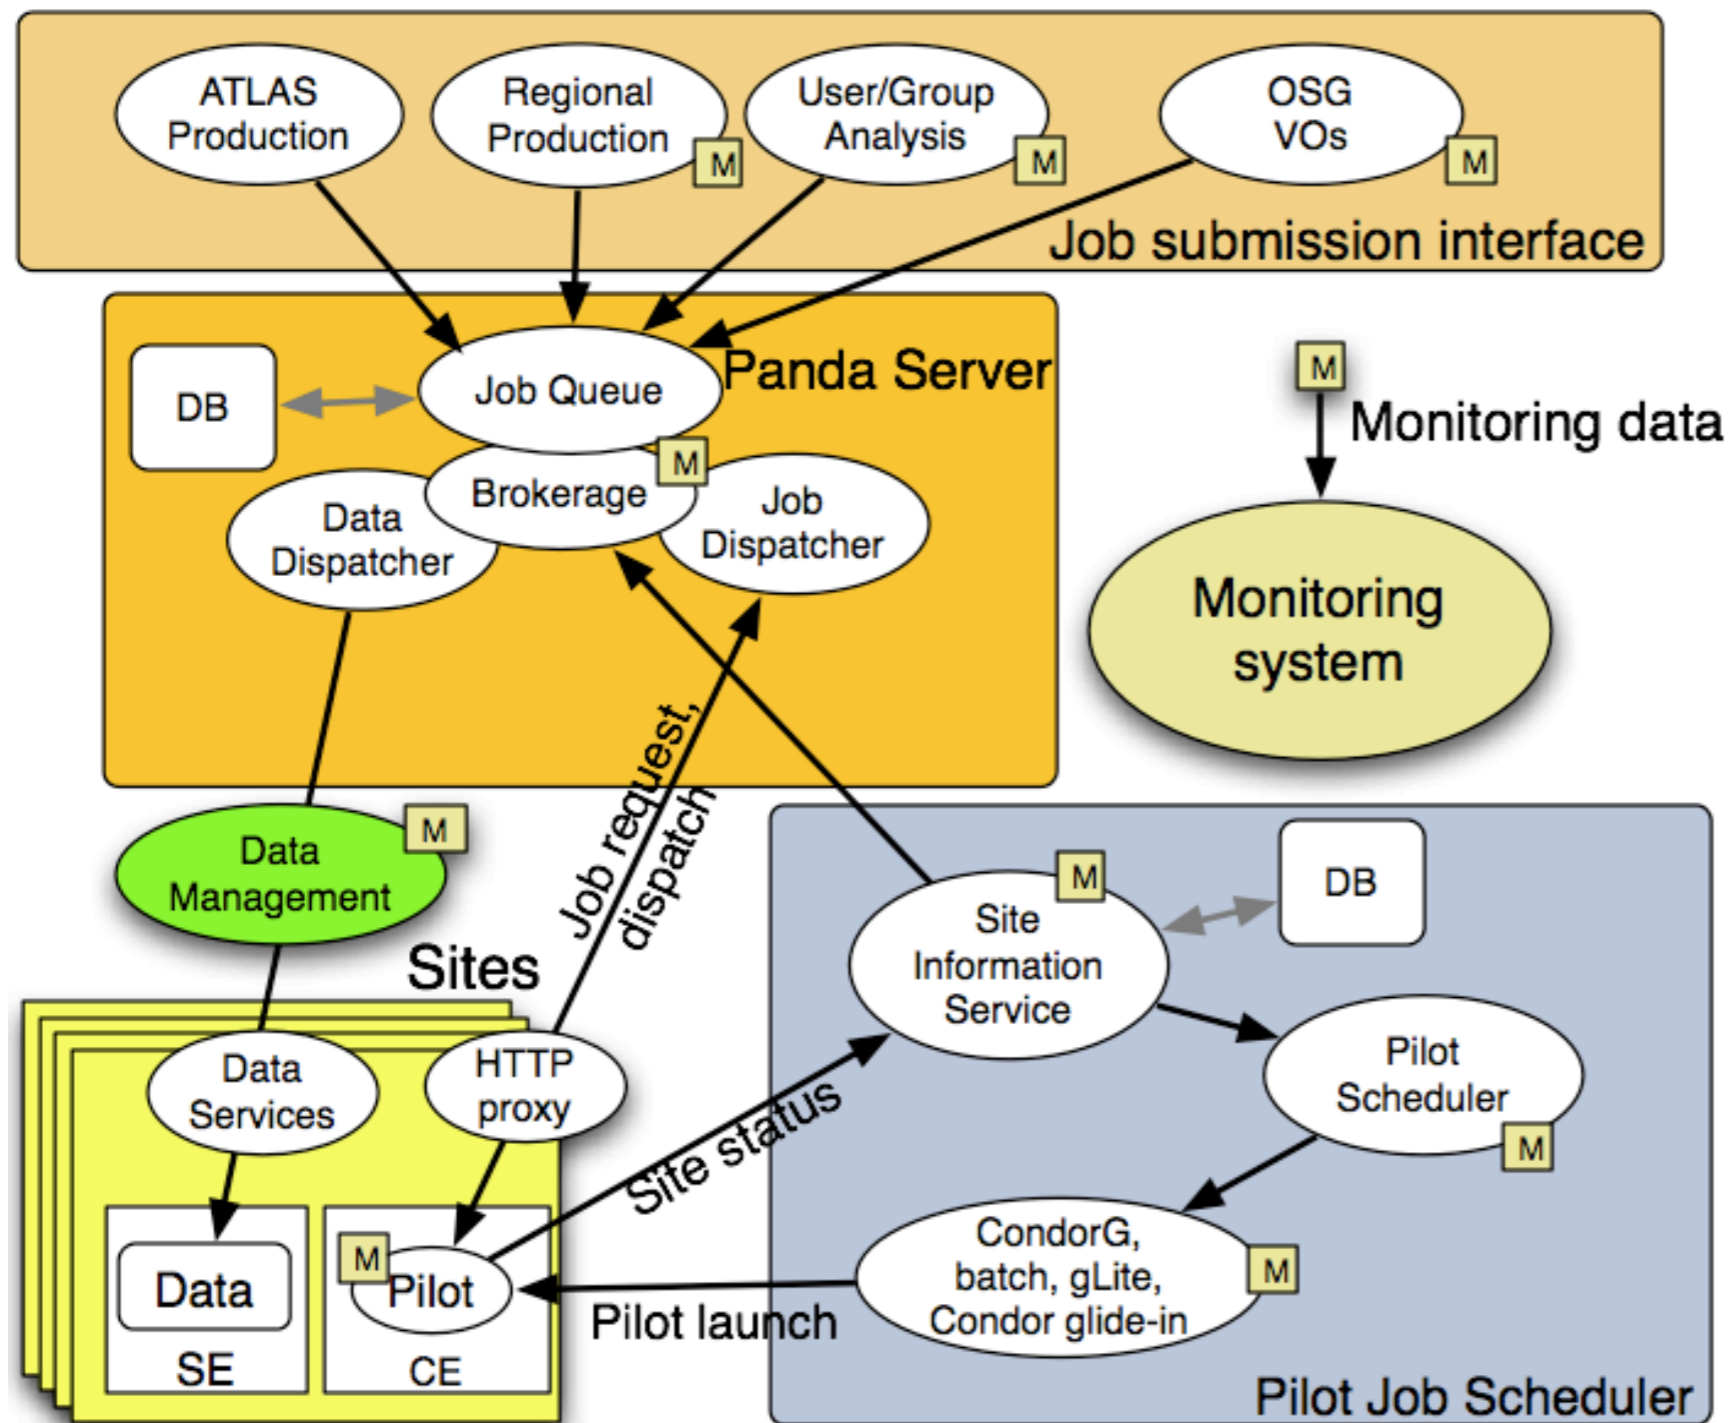 ATLAS
Production
Regional
Production
M
User/Group
Analysis
M
OSG
VOs
M
Job submission interface
Panda Server
DB
Job Queue
M
Brokerage
Data
Dispatcher
Job
Dispatcher
M
Monitoring data
Monitoring
system
Job request,
dispatch
Data
Management
M
Sites
Data
Services
HTTP
proxy
Data
SE
M
Pilot
CE
Site status
Pilot launch
M
Site
Information
Service
DB
Pilot
Scheduler
M
CondorG,
batch, gLite,
Condor glide-in
M
Pilot Job Scheduler